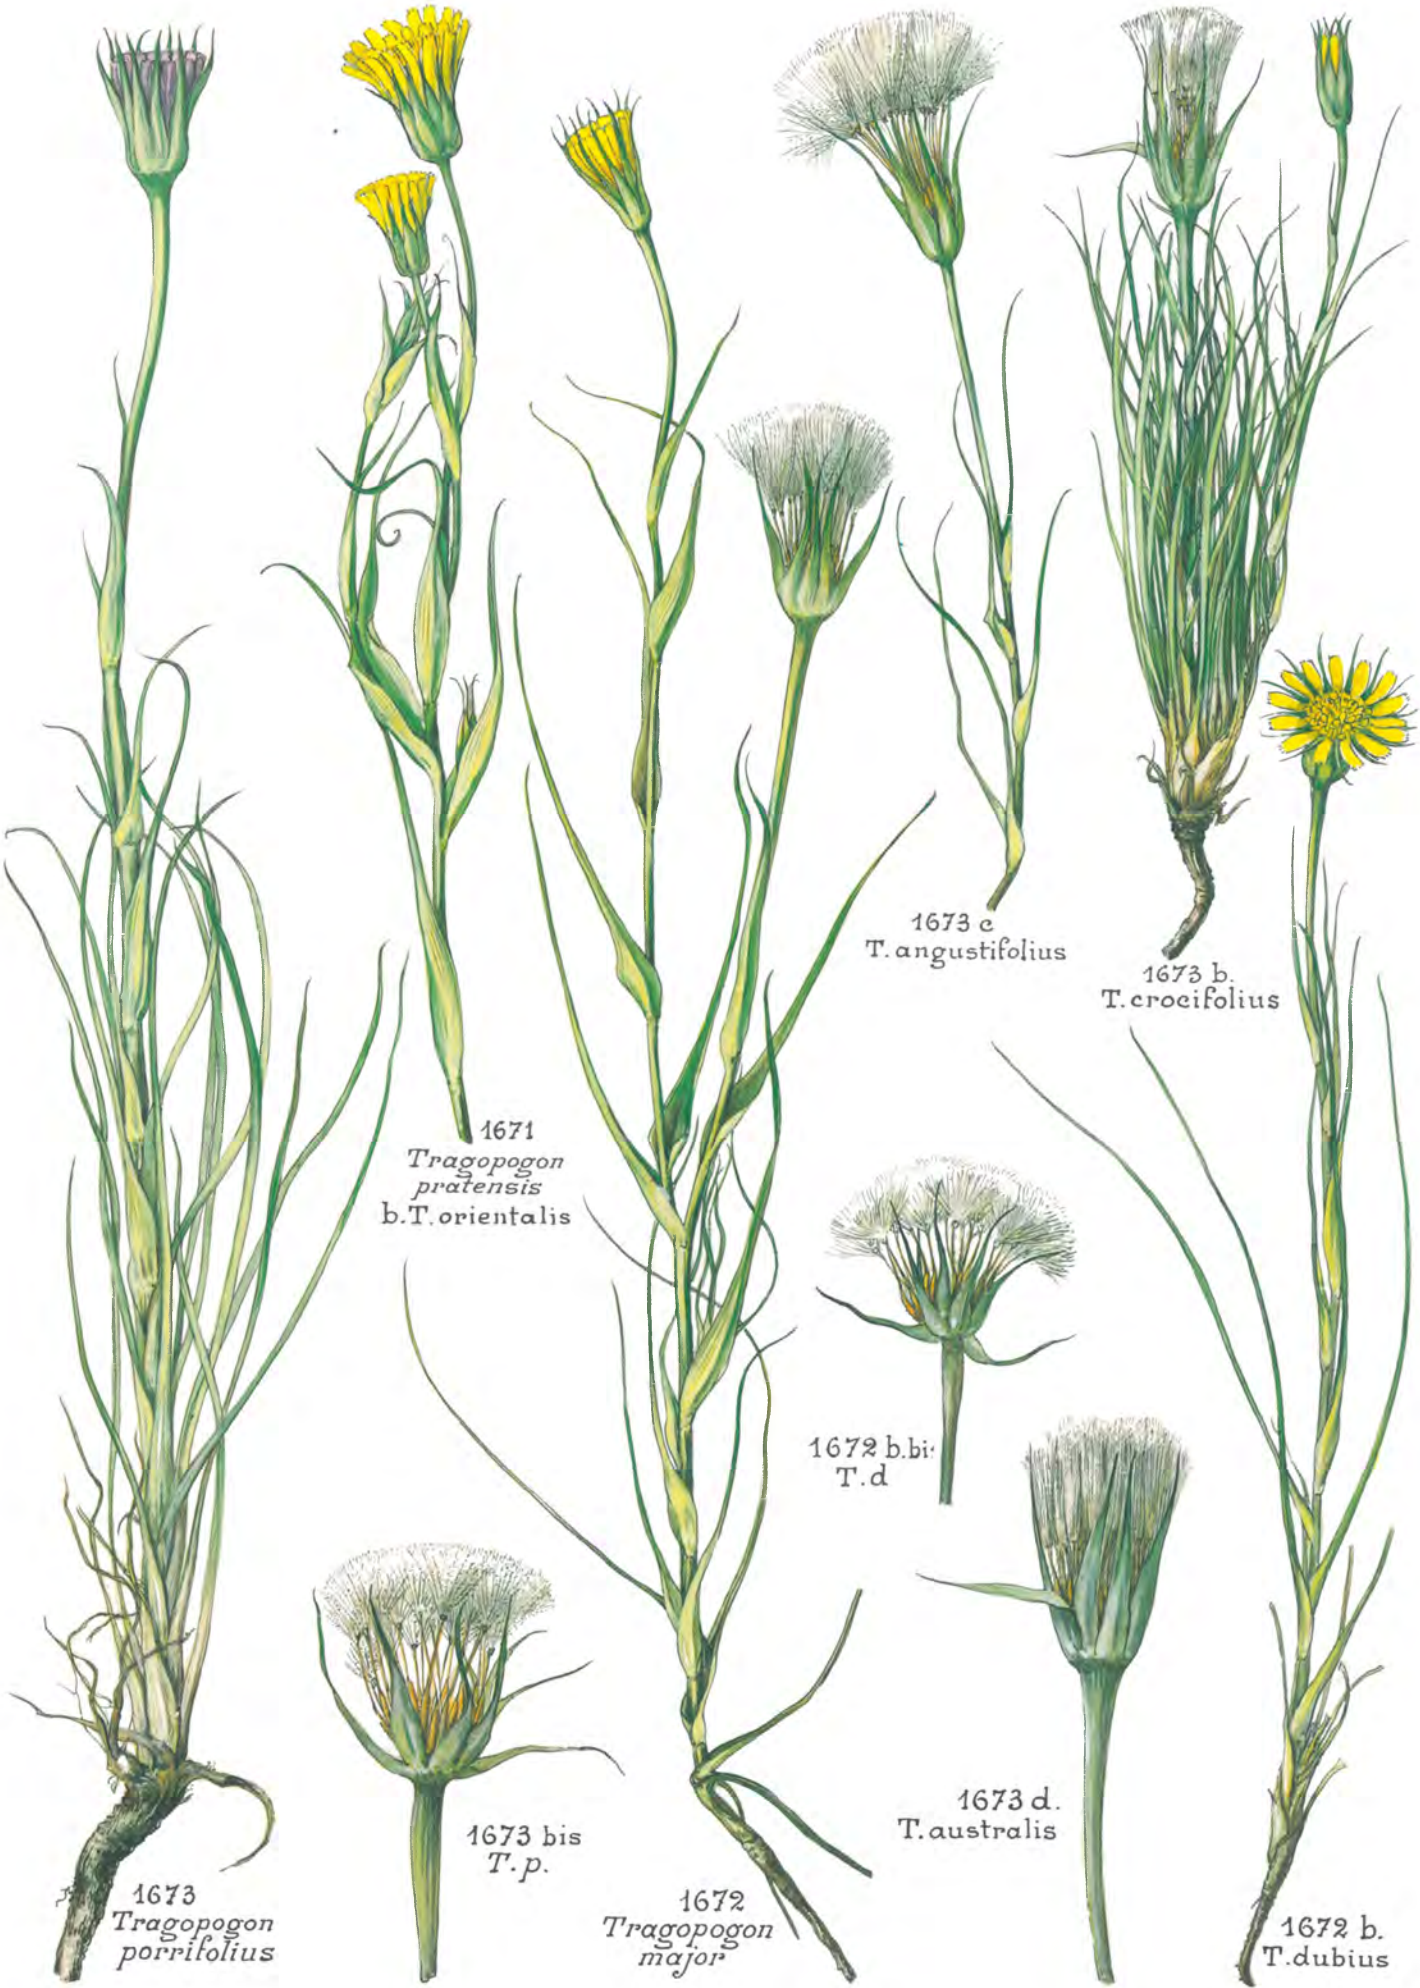 1673 c
T. angustifolius
1673 b.
T. crocifolius
1671
Tragopogon
pratensis
b. T. orientalis
1672 b. bis
T. d
1673 d.
T. australis
1673 bis
T. p.
1673
Tragopogon
porrifolius
1672
Tragopogon
major
1672 b.
T. dubius